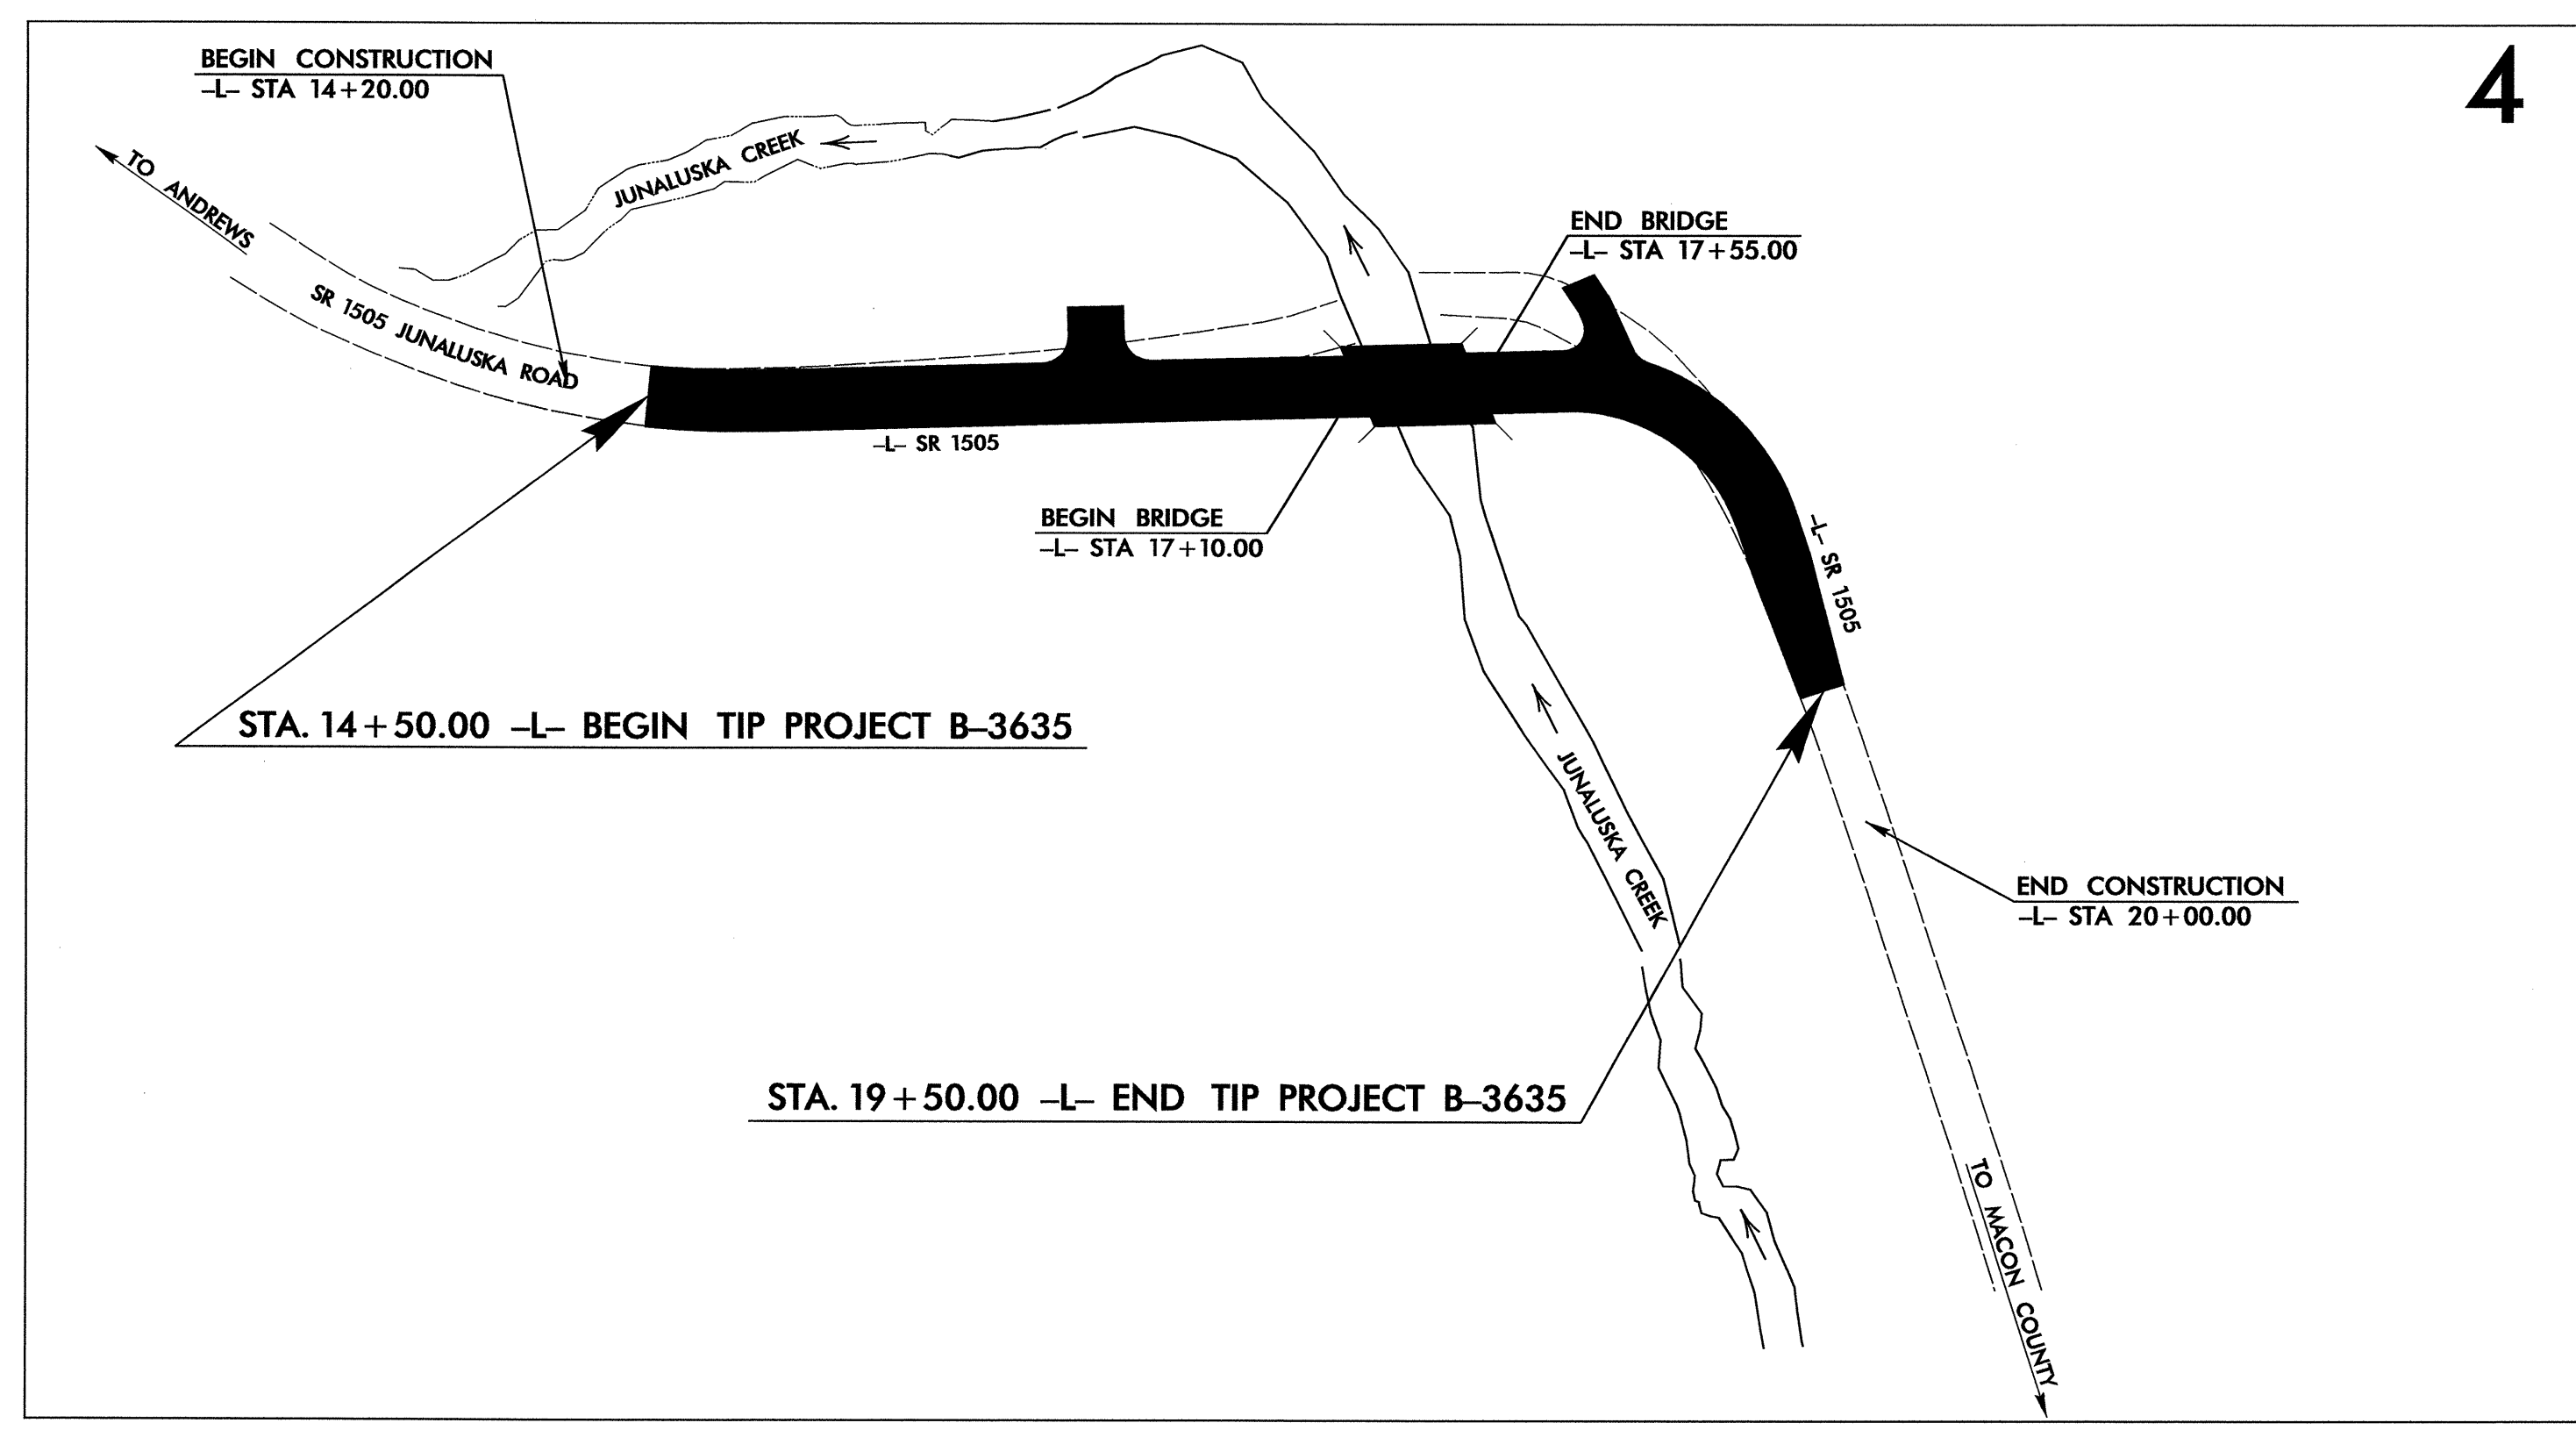 4
BEGIN CONSTRUCTION
-L- STA 14+20.00
TO ANDREWS
JUNALUSKA CREEK
SR 1505 JUNALUSKA ROAD
END BRIDGE
-L- STA 17+55.00
-L- SR 1505
BEGIN BRIDGE
-L- STA 17+10.00
-L- SR 1505
STA. 14+50.00 -L- BEGIN TIP PROJECT B-3635
JUNALUSKA CREEK
END CONSTRUCTION
-L- STA 20+00.00
STA. 19+50.00 -L- END TIP PROJECT B-3635
TO MACON COUNTY